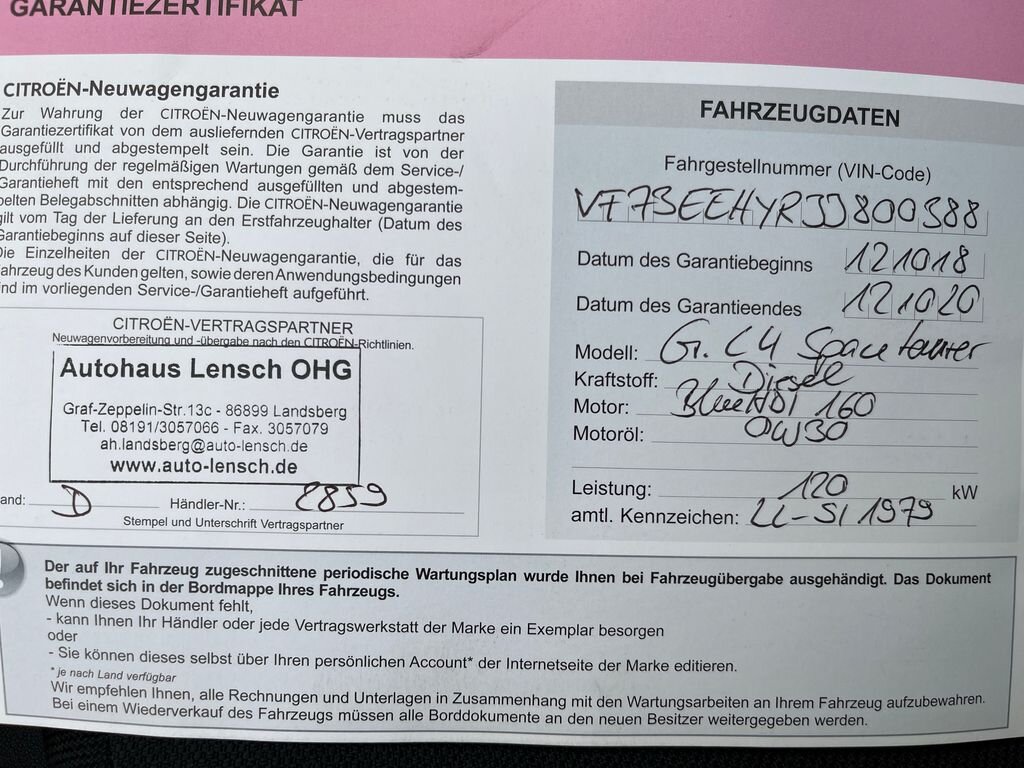 GARANTIEZERTIFIKAT
CITROËN-Neuwagengarantie
Zur Wahrung der CITROËN-Neuwagengarantie muss das
Garantiezertifikat von dem ausliefernden CITROËN-Vertragspartner
ausgefüllt und abgestempelt sein. Die Garantie ist von der
Durchführung der regelmäßigen Wartungen gemäß dem Service-/
Garantieheft mit den entsprechend ausgefüllten und abgestem-
pelten Belegabschnitten abhängig. Die CITROËN-Neuwagengarantie
gilt vom Tag der Lieferung an den Erstfahrzeughalter (Datum des
Garantiebeginns auf dieser Seite).
Die Einzelheiten der CITROËN-Neuwagengarantie, die für das
ahrzeug des Kunden gelten, sowie deren Anwendungsbedingungen
ind im vorliegenden Service-/Garantieheft aufgeführt.
CITROËN-VERTRAGSPARTNER
Neuwagenvorbereitung und -übergabe nach den CITROËN-Richtlinien.
Autohaus Lensch OHG
Graf-Zeppelin-Str.13c - 86899 Landsberg
Tel. 08191/3057066 - Fax. 3057079
ah.landsberg@auto-lensch.de
www.auto-lensch.de
and: D Händler-Nr.: 2859
Stempel und Unterschrift Vertragspartner
FAHRZEUGDATEN
Fahrgestellnummer (VIN-Code)
VF73EEHYRJJ800388
Datum des Garantiebeginns 121018
Datum des Garantieendes 121020
Modell: Gr. C4 Spacetourer
Kraftstoff: Diesel
Motor: BlueHDI 160
Motoröl: 0W30
Leistung: 120 kW
amtl. Kennzeichen: LL-SI 1979
!
Der auf Ihr Fahrzeug zugeschnittene periodische Wartungsplan wurde Ihnen bei Fahrzeugübergabe ausgehändigt. Das Dokument
befindet sich in der Bordmappe Ihres Fahrzeugs.
Wenn dieses Dokument fehlt,
- kann Ihnen Ihr Händler oder jede Vertragswerkstatt der Marke ein Exemplar besorgen
oder
- Sie können dieses selbst über Ihren persönlichen Account* der Internetseite der Marke editieren.
* je nach Land verfügbar
Wir empfehlen Ihnen, alle Rechnungen und Unterlagen in Zusammenhang mit den Wartungsarbeiten an Ihrem Fahrzeug aufzubewahren.
Bei einem Wiederverkauf des Fahrzeugs müssen alle Borddokumente an den neuen Besitzer weitergegeben werden.